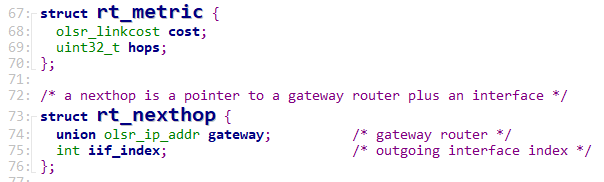 67: struct rt_metric {
68:   olsr_linkcost cost;
69:   uint32_t hops;
70: };
71:
72: /* a nexthop is a pointer to a gateway router plus an interface */
73: struct rt_nexthop {
74:   union olsr_ip_addr gateway;          /* gateway router */
75:   int iif_index;                       /* outgoing interface index */
76: };